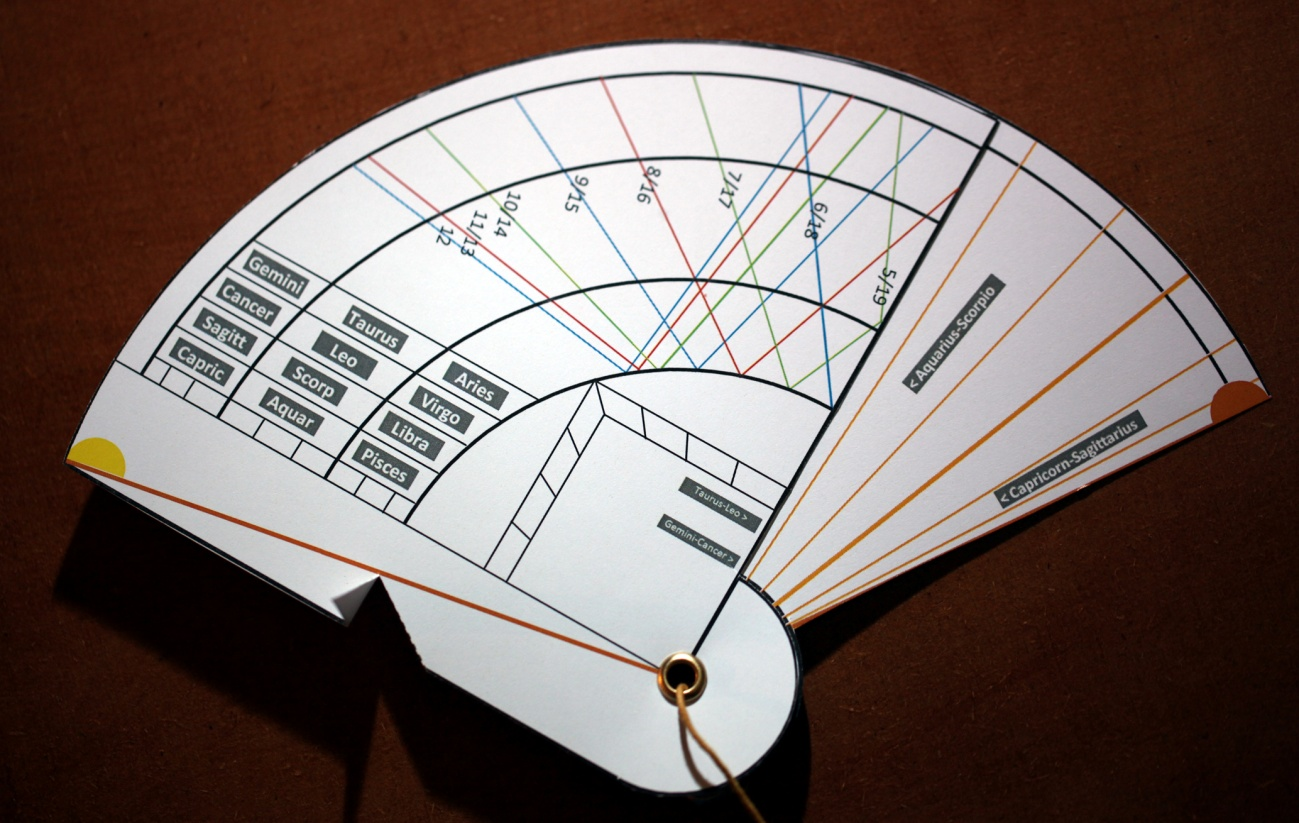 12
11/13
10/14
9/15
8/16
7/17
6/18
5/19
Gemini
Cancer
Sagitt
Capric
Taurus
Leo
Scorp
Aquar
Aries
Virgo
Libra
Pisces
Taurus-Leo >
Gemini-Cancer >
< Aquarius-Scorpio
< Capricorn-Sagittarius